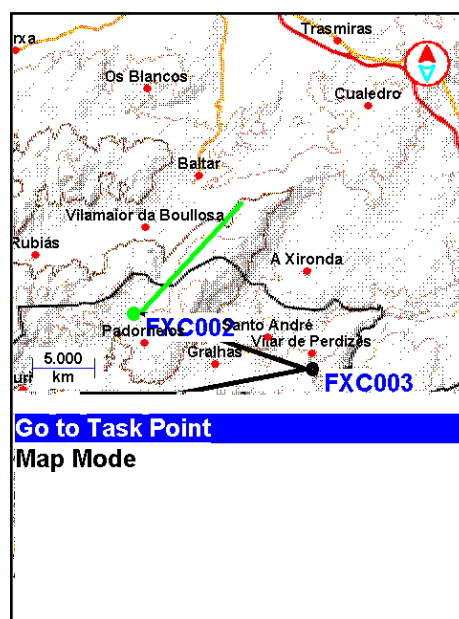 Trasmiras
rxa
Os Blancos
Cualedro
Baltar
Vilamaior da Boullosa
Rubiás
A Xironda
FXC002
Santo André
Padornelos
Vilar de Perdizes
Gralhas
5.000
km
uri
FXC003
Go to Task Point
Map Mode